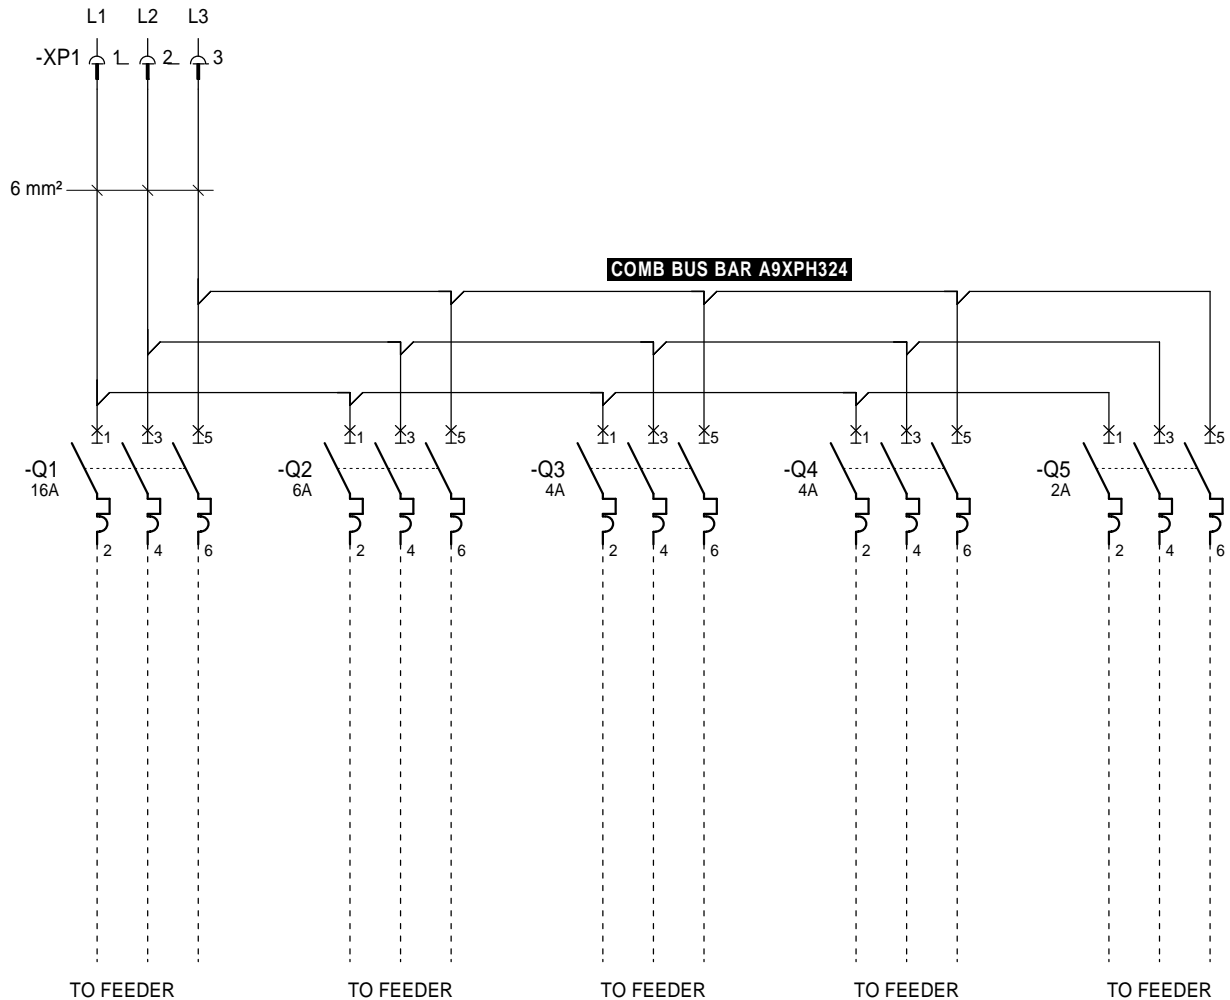 L1 L2 L3
-XP1 1 2 3
6 mm²
COMB BUS BAR A9XPH324
1 3 5 1 3 5 1 3 5 1 3 5 1 3 5
-Q1 -Q2 -Q3 -Q4 -Q5
16A 6A 4A 4A 2A
2 4 6 2 4 6 2 4 6 2 4 6 2 4 6
TO FEEDER TO FEEDER TO FEEDER TO FEEDER TO FEEDER